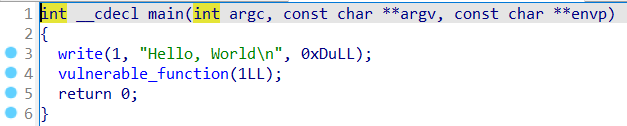 1 int __cdecl main(int argc, const char **argv, const char **envp)
2 {
3   write(1, "Hello, World\n", 0xDuLL);
4   vulnerable_function(1LL);
5   return 0;
6 }